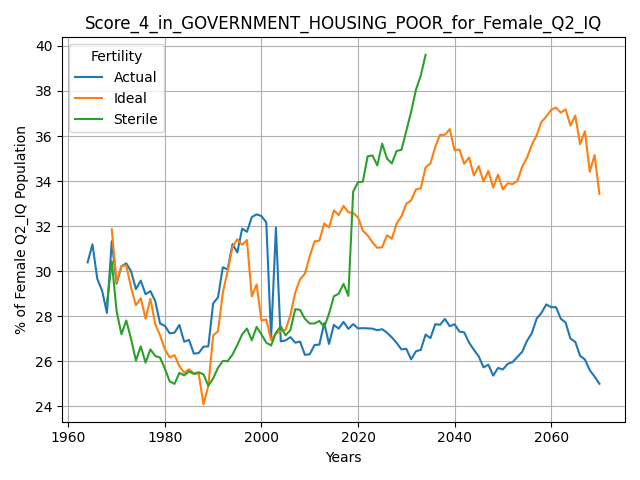 Score_4_in_GOVERNMENT_HOUSING_POOR_for_Female_Q2_IQ
% of Female Q2_IQ Population
40
38
36
34
32
30
28
26
24
Fertility
Actual
Ideal
Sterile
1960 1980 2000 2020 2040 2060
Years